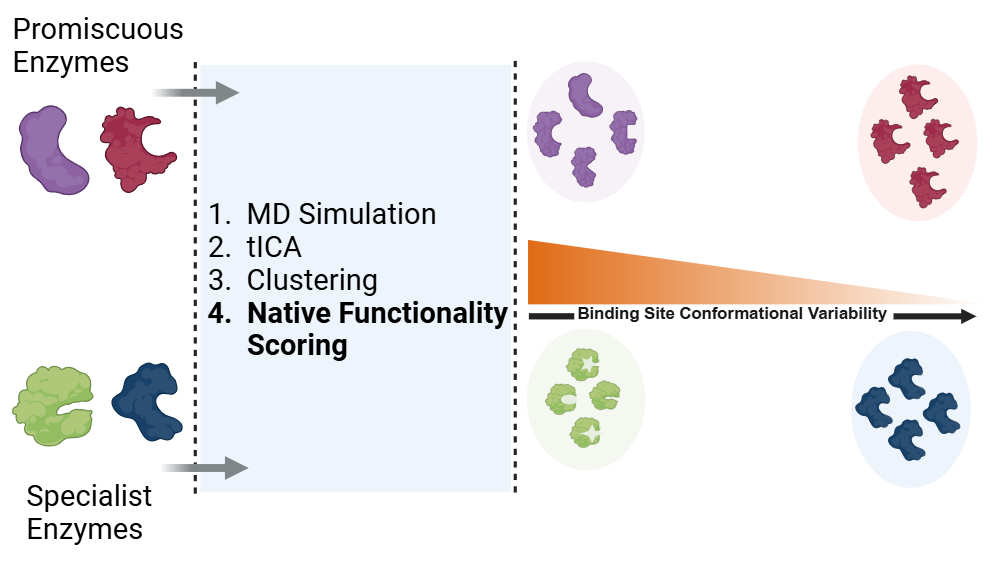 Promiscuous
Enzymes
1. MD Simulation
2. tICA
3. Clustering
4. Native Functionality
Scoring
Binding Site Conformational Variability
Specialist
Enzymes